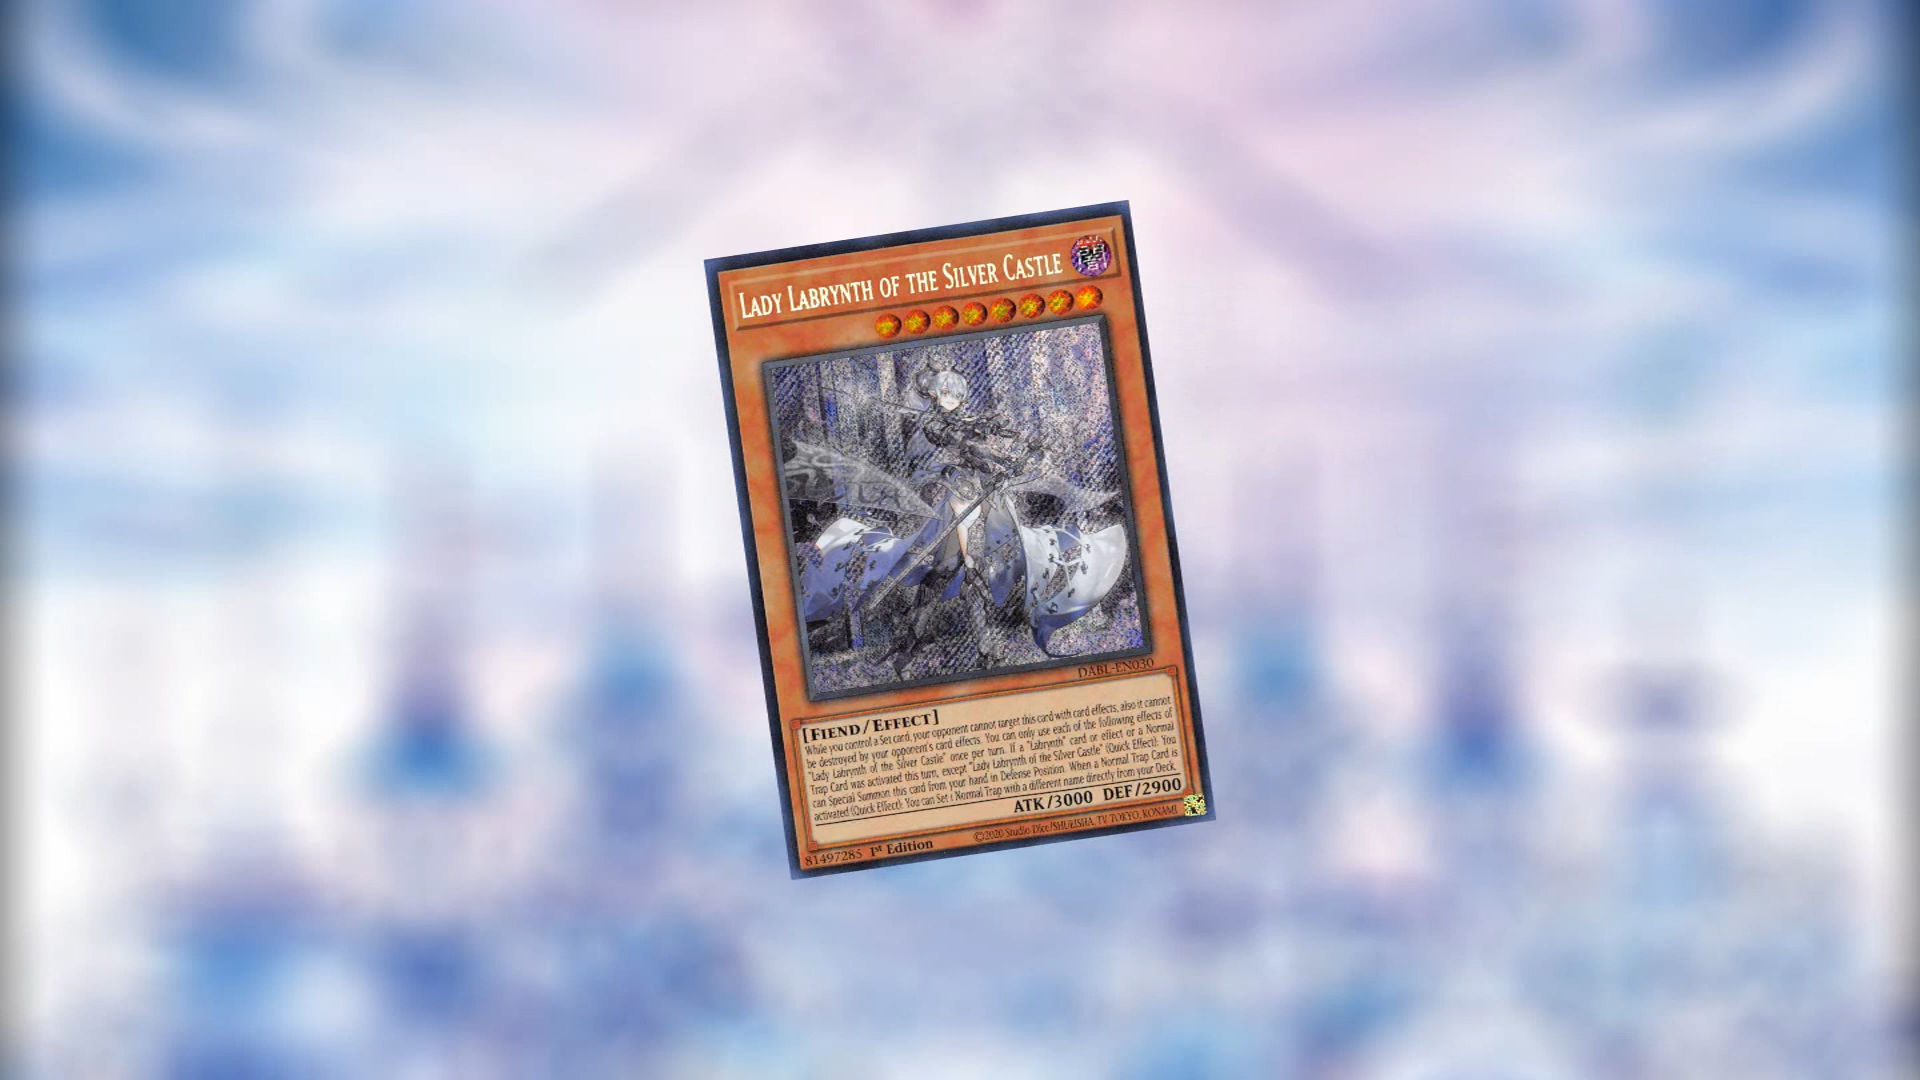 LADY LABRYNTH OF THE SILVER CASTLE
闇
DABL-EN030
[FIEND/EFFECT]
While you control a Set card, your opponent cannot target this card with card effects, also it cannot
be destroyed by your opponent's card effects. You can only use each of the following effects of
"Lady Labrynth of the Silver Castle" once per turn. If a "Labrynth" card or effect or a Normal
Trap Card was activated this turn, except "Lady Labrynth of the Silver Castle" (Quick Effect): You
can Special Summon this card from your hand in Defense Position. When a Normal Trap Card is
activated (Quick Effect): You can Set 1 Normal Trap with a different name directly from your Deck.
ATK/3000 DEF/2900
81497285 1st Edition
©2020 Studio Dice/SHUEISHA, TV TOKYO, KONAMI